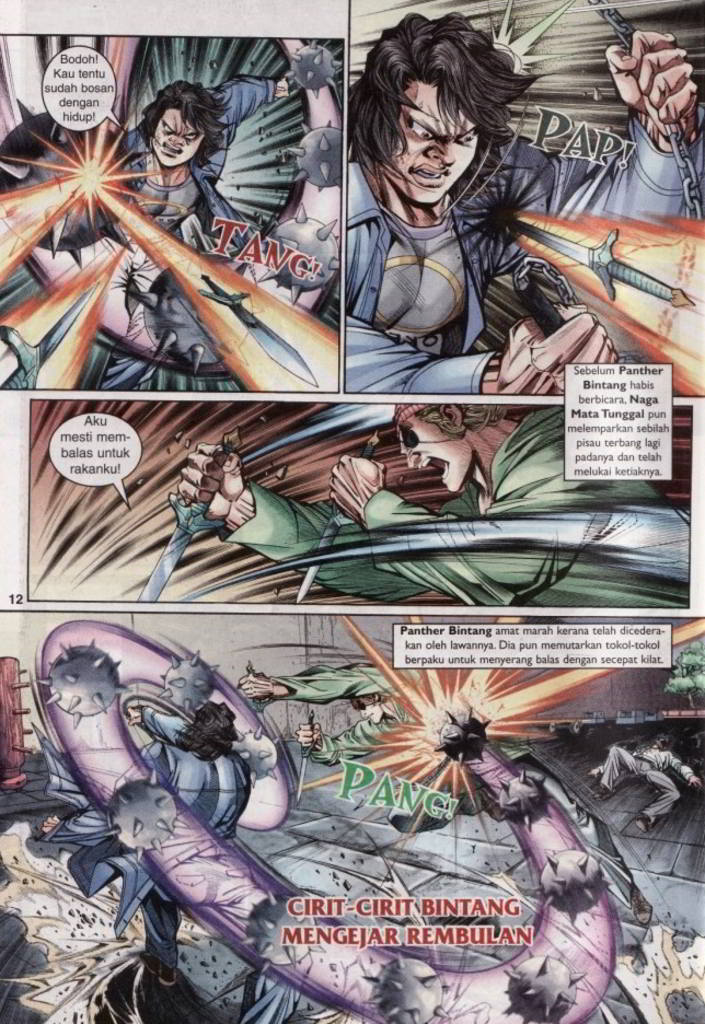 Bodoh!
Kau tentu
sudah bosan
dengan
hidup!
TANG!
PAP!
Sebelum Panther
Bintang habis
berbicara, Naga
Mata Tunggal pun
melemparkan sebilah
pisau terbang lagi
padanya dan telah
melukai ketiaknya.
Aku
mesti mem-
balas untuk
rakanku!
12
Panther Bintang amat marah kerana telah dicedera-
kan oleh lawannya. Dia pun memutarkan tokol-tokol
berpaku untuk menyerang balas dengan secepat kilat.
PANG!
CIRIT-CIRIT BINTANG
MENGEJAR REMBULAN